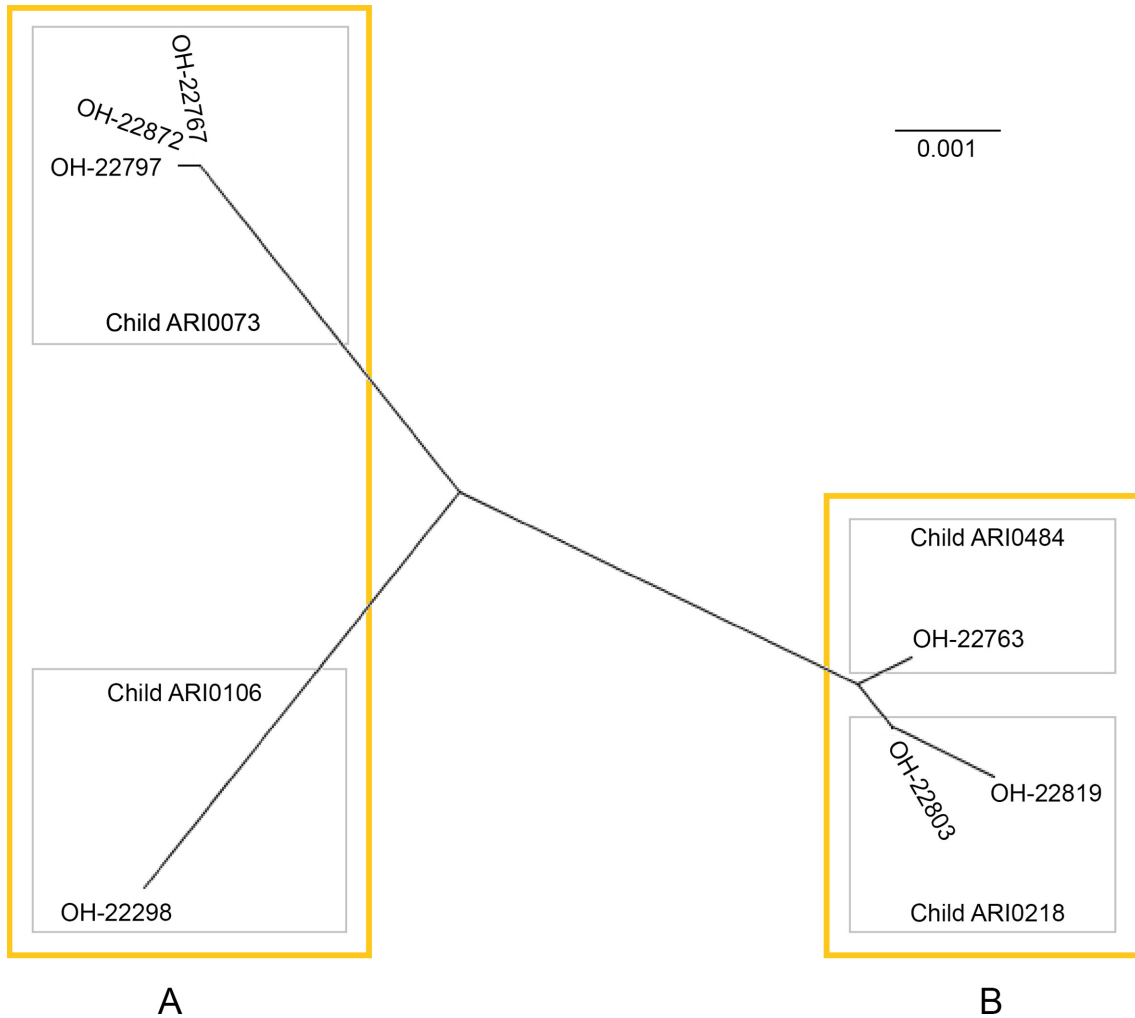 OH-22767
OH-22872
OH-22797
Child ARI0073
0.001
Child ARI0484
OH-22763
Child ARI0106
OH-22803
OH-22819
OH-22298
Child ARI0218
A
B